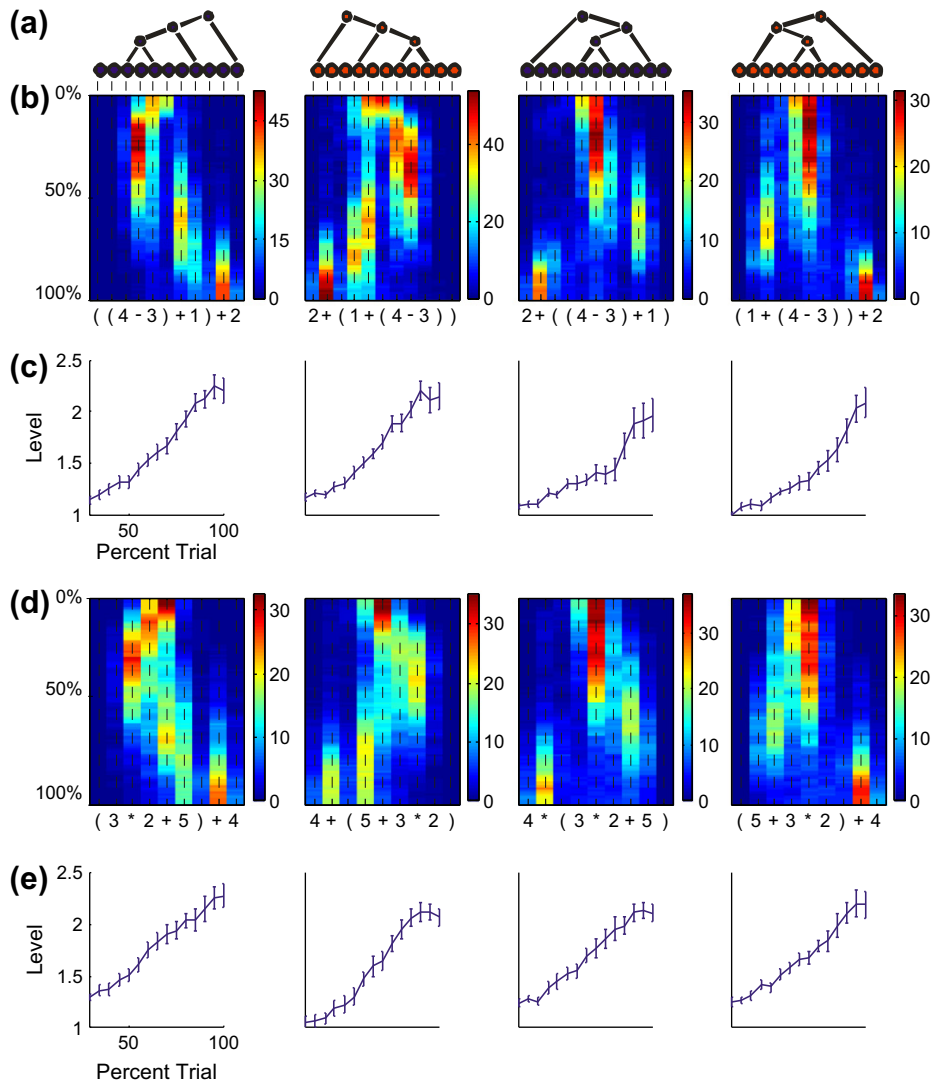 (a)
(b)
0%
50%
100%
45
30
15
0
40
20
0
30
20
10
0
30
20
10
0
( ( 4 - 3 ) + 1 ) + 2
2 + ( 1 + ( 4 - 3 ) )
2 + ( ( 4 - 3 ) + 1 )
( 1 + ( 4 - 3 ) ) + 2
(c)
Level
2.5
2
1.5
1
50
100
Percent Trial
(d)
0%
50%
100%
30
20
10
0
30
20
10
0
30
20
10
0
30
20
10
0
( 3 * 2 + 5 ) + 4
4 + ( 5 + 3 * 2 )
4 * ( 3 * 2 + 5 )
( 5 + 3 * 2 ) + 4
(e)
Level
2.5
2
1.5
1
50
100
Percent Trial